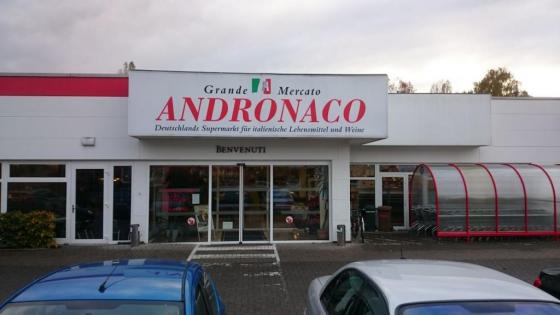 Grande Mercato
ANDRONACO
Deutschlands Supermarkt für italienische Lebensmittel und Weine
BENVENUTI